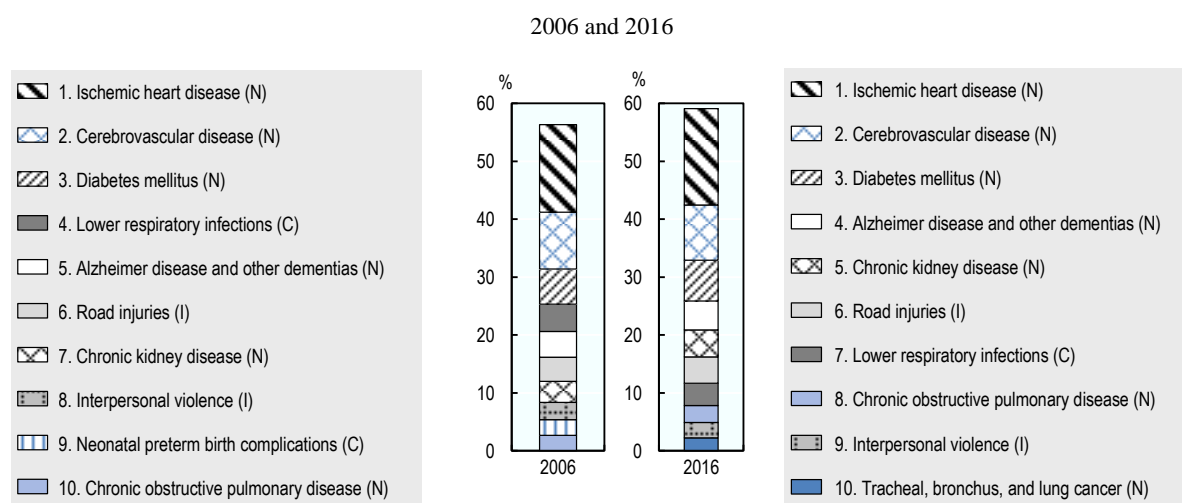 2006 and 2016
1. Ischemic heart disease (N)
2. Cerebrovascular disease (N)
3. Diabetes mellitus (N)
4. Lower respiratory infections (C)
5. Alzheimer disease and other dementias (N)
6. Road injuries (I)
7. Chronic kidney disease (N)
8. Interpersonal violence (I)
9. Neonatal preterm birth complications (C)
10. Chronic obstructive pulmonary disease (N)
%
60
50
40
30
20
10
0
2006
%
60
50
40
30
20
10
0
2016
1. Ischemic heart disease (N)
2. Cerebrovascular disease (N)
3. Diabetes mellitus (N)
4. Alzheimer disease and other dementias (N)
5. Chronic kidney disease (N)
6. Road injuries (I)
7. Lower respiratory infections (C)
8. Chronic obstructive pulmonary disease (N)
9. Interpersonal violence (I)
10. Tracheal, bronchus, and lung cancer (N)